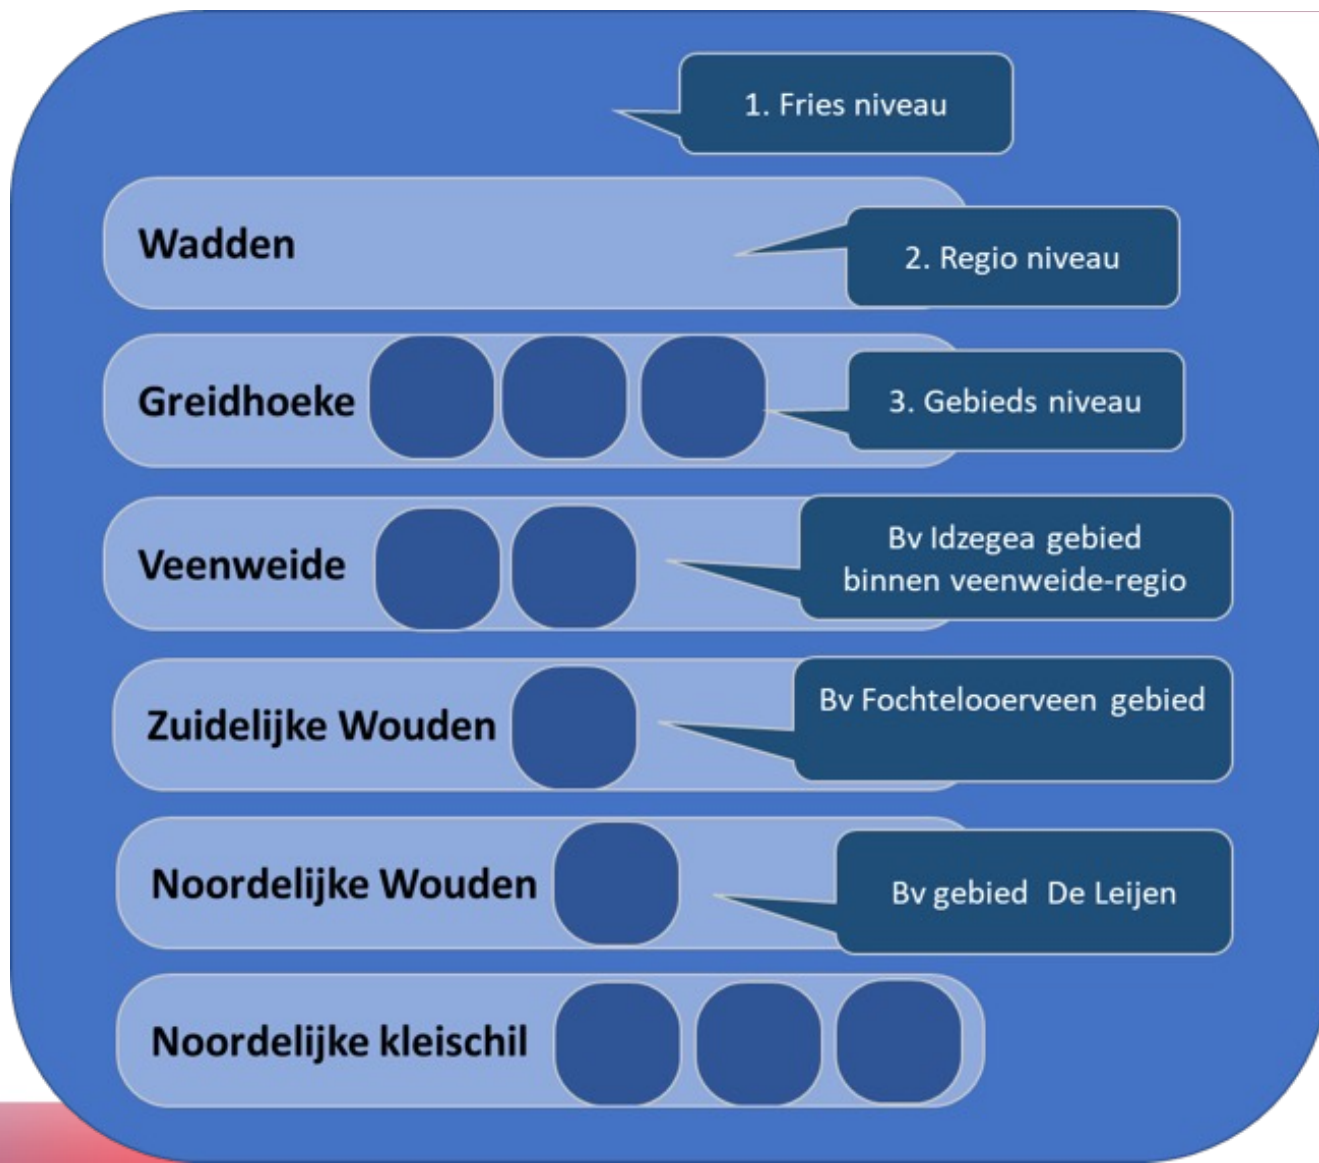 1. Fries niveau
Wadden
2. Regio niveau
Greidhoeke
3. Gebieds niveau
Veenweide
Bv Idzegea gebied
binnen veenweide-regio
Zuidelijke Wouden
Bv Fochtelooerveen gebied
Noordelijke Wouden
Bv gebied De Leijen
Noordelijke kleischil